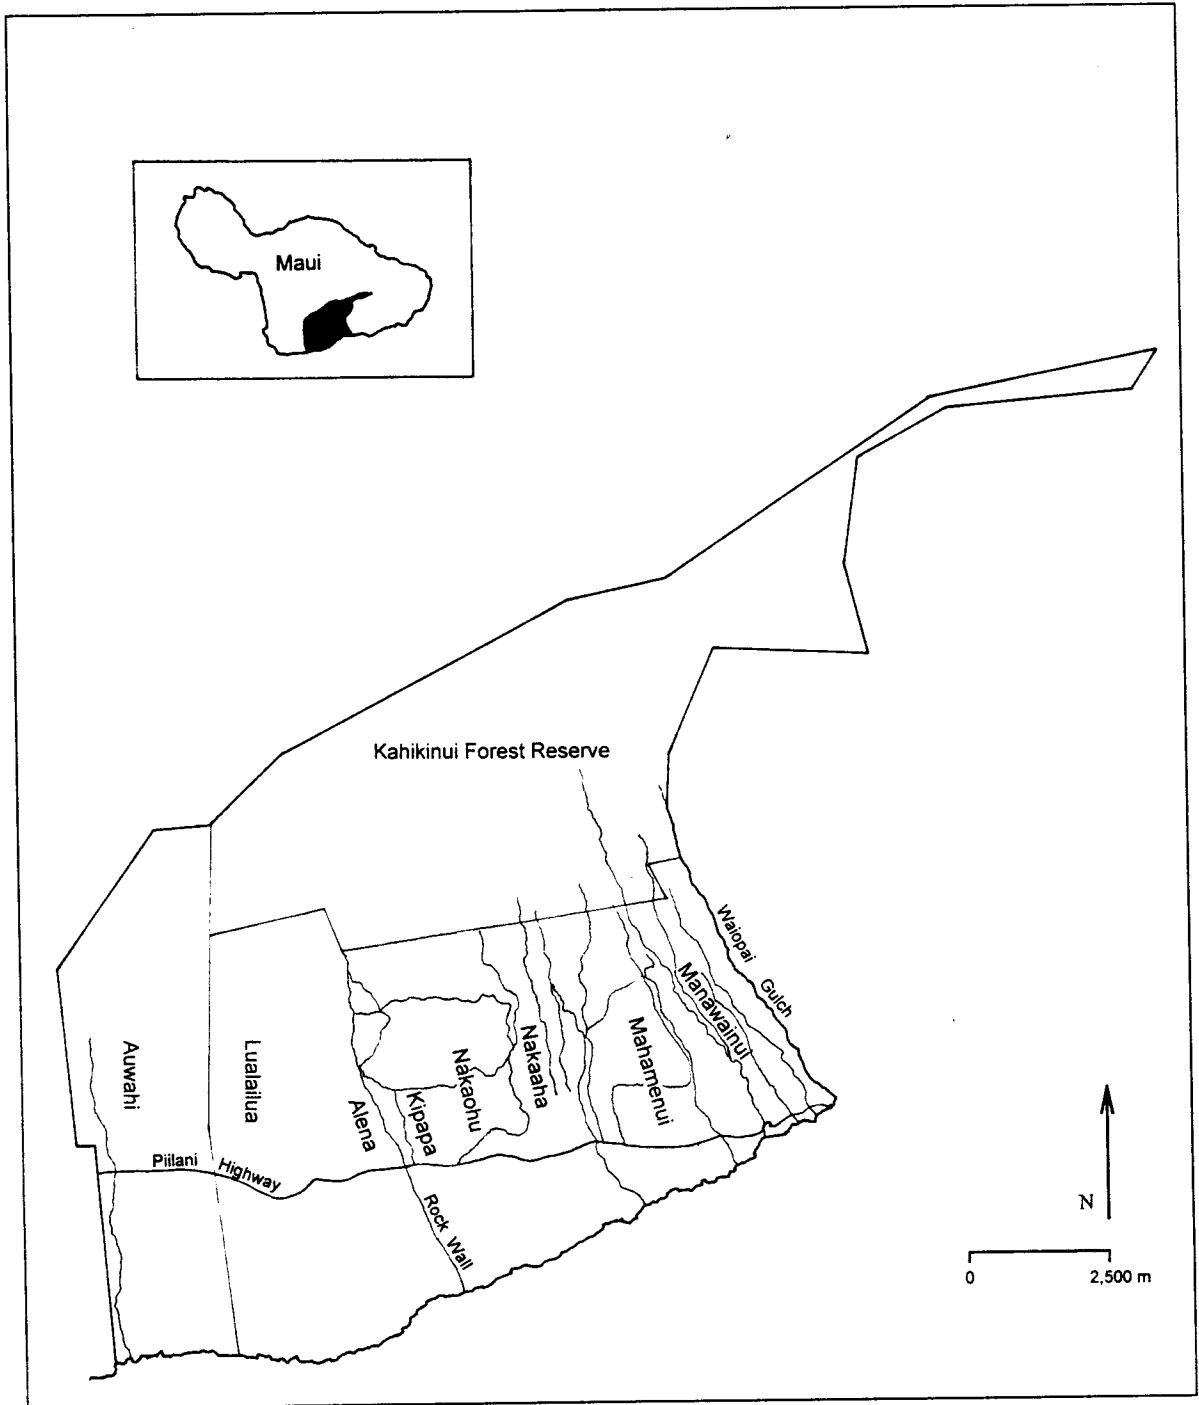 Maui
Kahikinui Forest Reserve
Waiopai Gulch
Manawainui
Mahamenui
Nakaaha
Nakaohu
Kipapa
Alena
Lualailua
Auwahi
Piilani Highway
Rock Wall
N
0 2,500 m